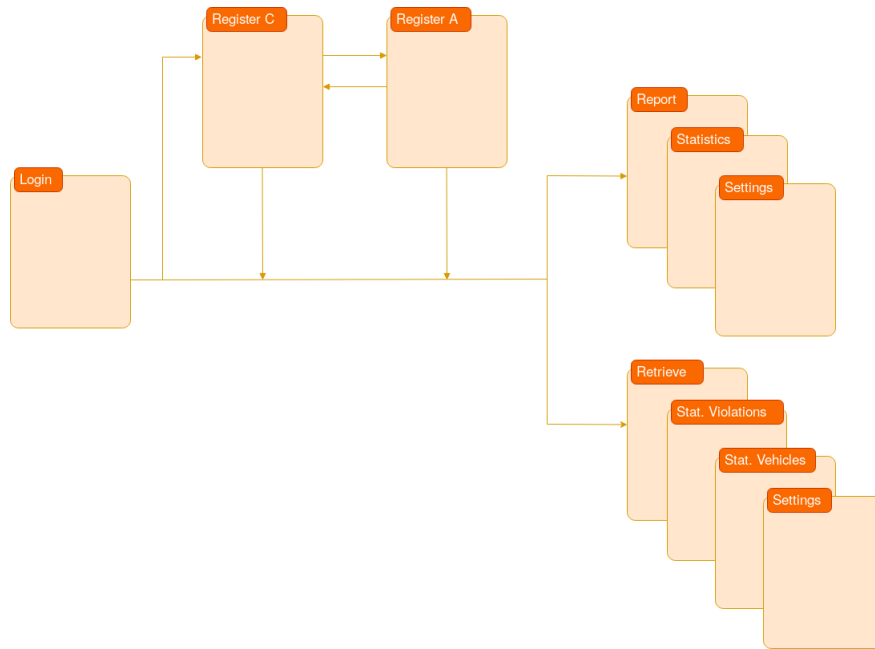 Register C
Register A
Login
Report
Statistics
Settings
Retrieve
Stat. Violations
Stat. Vehicles
Settings